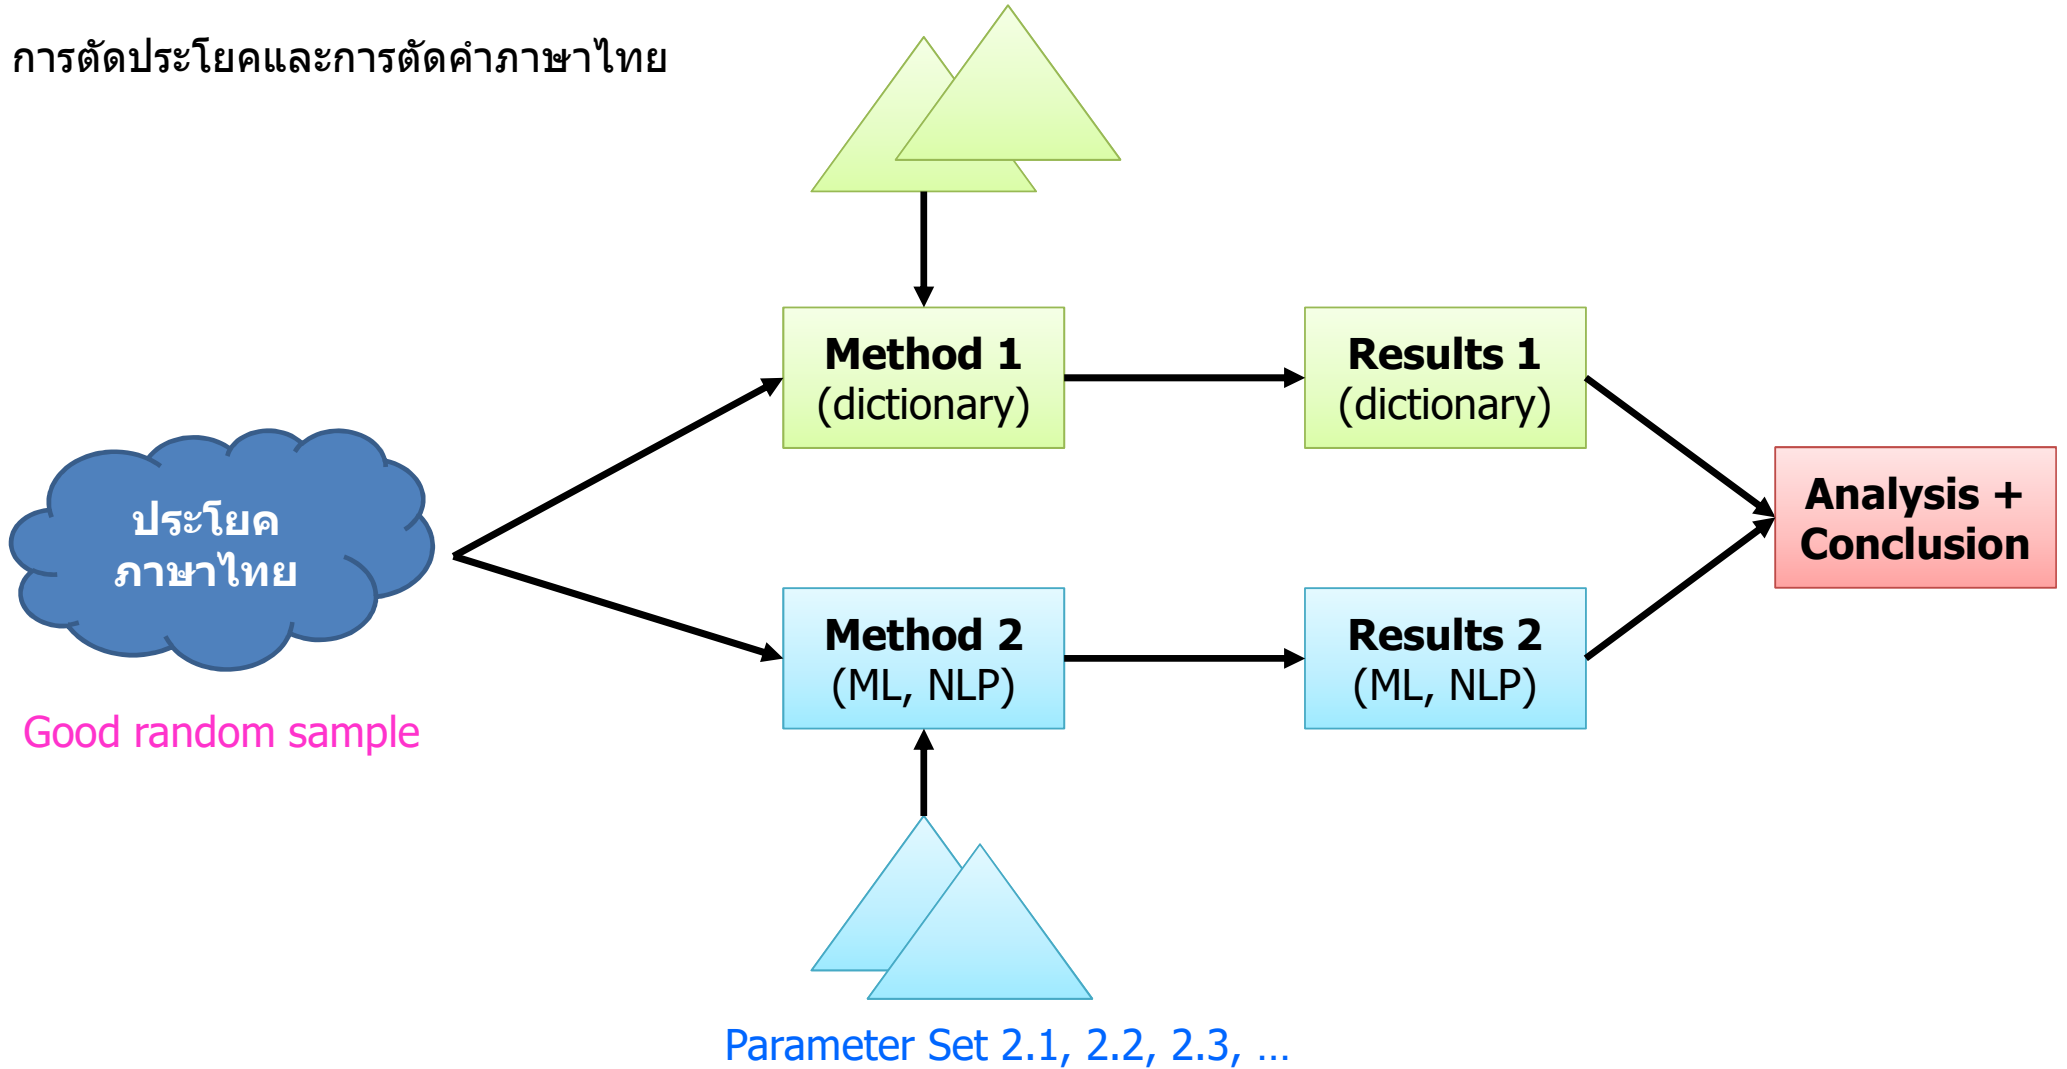 การตัดประโยคและการตัดคำภาษาไทย
Method 1
(dictionary)
Results 1
(dictionary)
ประโยค
ภาษาไทย
Good random sample
Analysis +
Conclusion
Method 2
(ML, NLP)
Results 2
(ML, NLP)
Parameter Set 2.1, 2.2, 2.3, …